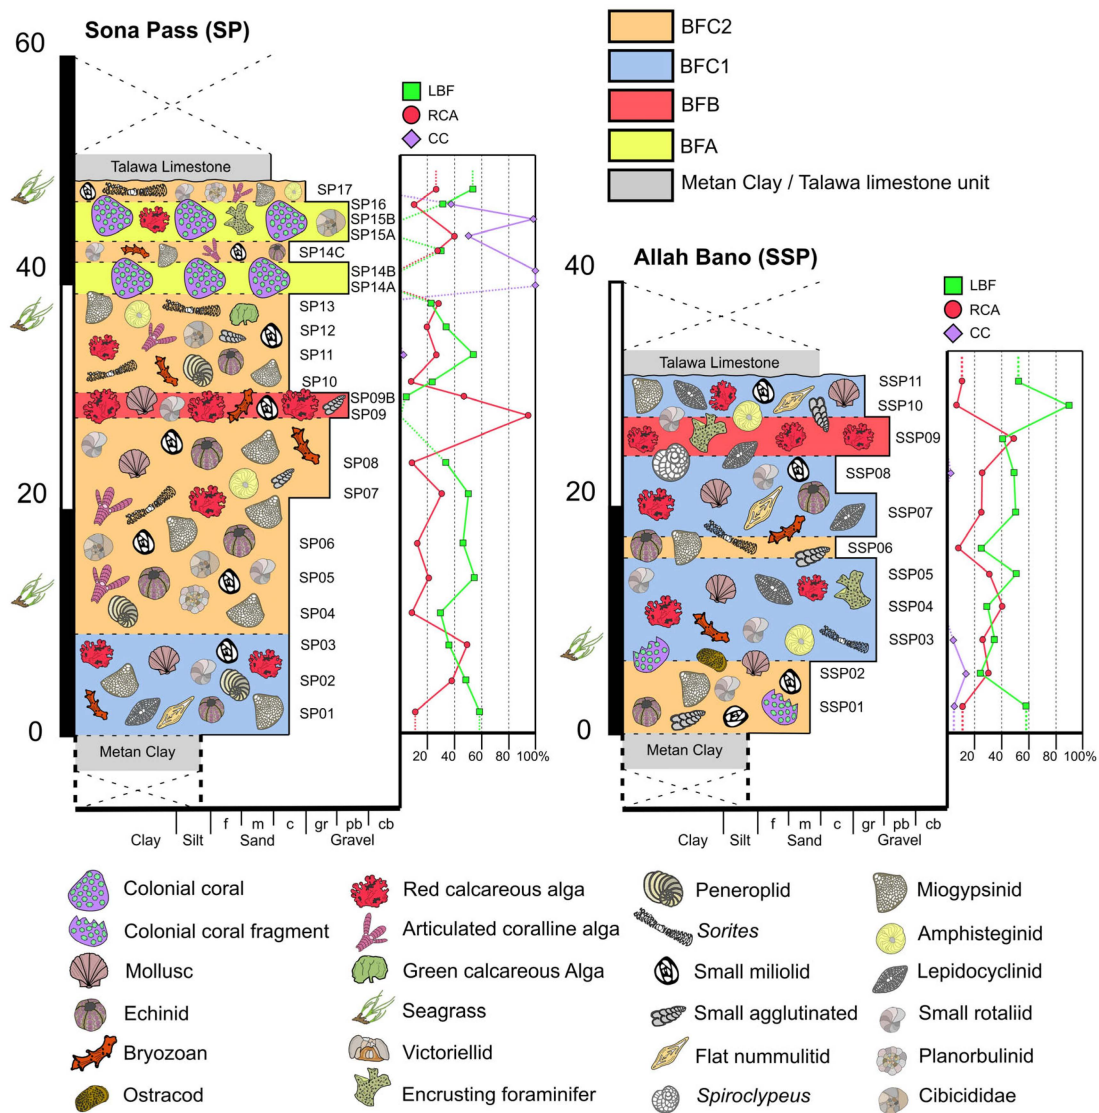 Sona Pass (SP)
60
40
20
0
LBF
RCA
CC
Talawa Limestone
SP17
SP16
SP15B
SP15A
SP14C
SP14B
SP14A
SP13
SP12
SP11
SP10
SP09B
SP09
SP08
SP07
SP06
SP05
SP04
SP03
SP02
SP01
Metan Clay
20 40 60 80 100%
f m c gr pb cb
Clay Silt Sand Gravel
BFC2
BFC1
BFB
BFA
Metan Clay / Talawa limestone unit
Allah Bano (SSP)
40
20
0
LBF
RCA
CC
Talawa Limestone
SSP11
SSP10
SSP09
SSP08
SSP07
SSP06
SSP05
SSP04
SSP03
SSP02
SSP01
Metan Clay
20 40 60 80 100%
f m c gr pb cb
Clay Silt Sand Gravel
Colonial coral
Colonial coral fragment
Mollusc
Echinid
Bryozoan
Ostracod
Red calcareous alga
Articulated coralline alga
Green calcareous Alga
Seagrass
Victoriellid
Encrusting foraminifer
Peneroplid
Sorites
Small miliolid
Small agglutinated
Flat nummulitid
Spiroclypeus
Miogypsinid
Amphisteginid
Lepidocyclinid
Small rotaliid
Planorbulinid
Cibicididae